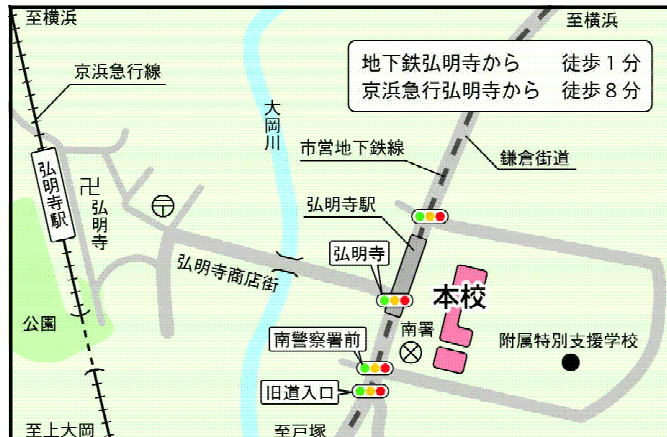 至横浜
至横浜
地下鉄弘明寺から 徒歩1分
京浜急行弘明寺から 徒歩8分
京浜急行線
大岡川
市営地下鉄線
鎌倉街道
弘明寺駅
卍弘明寺
〒
弘明寺駅
弘明寺商店街
弘明寺
本校
公園
南署
南警察署前
附属特別支援学校
旧道入口
至上大岡
至戸塚